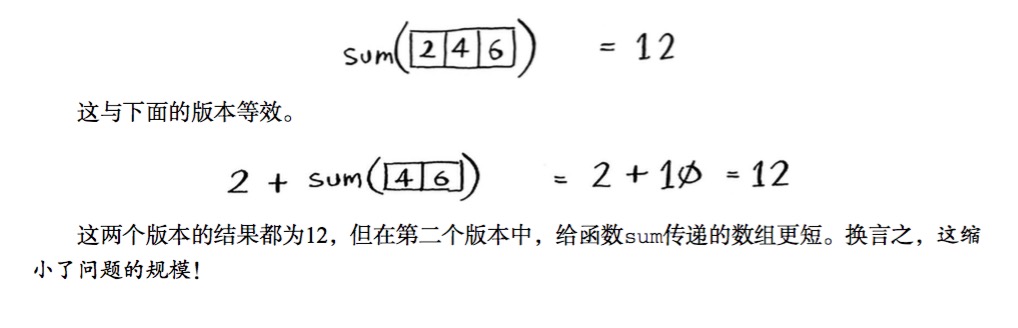 sum([2|4|6]) = 12
这与下面的版本等效。
2 + sum([4|6]) = 2 + 10 = 12
这两个版本的结果都为12，但在第二个版本中，给函数sum传递的数组更短。换言之，这缩
小了问题的规模！